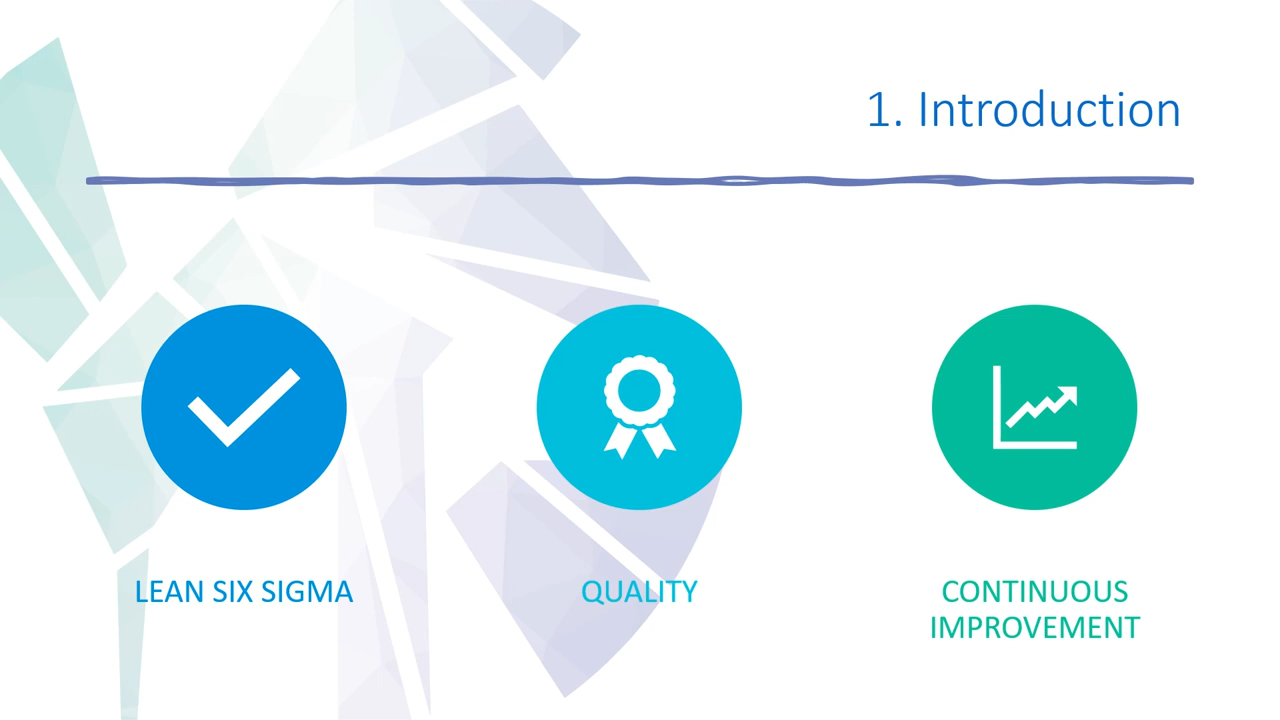 1. Introduction
LEAN SIX SIGMA
QUALITY
CONTINUOUS
IMPROVEMENT